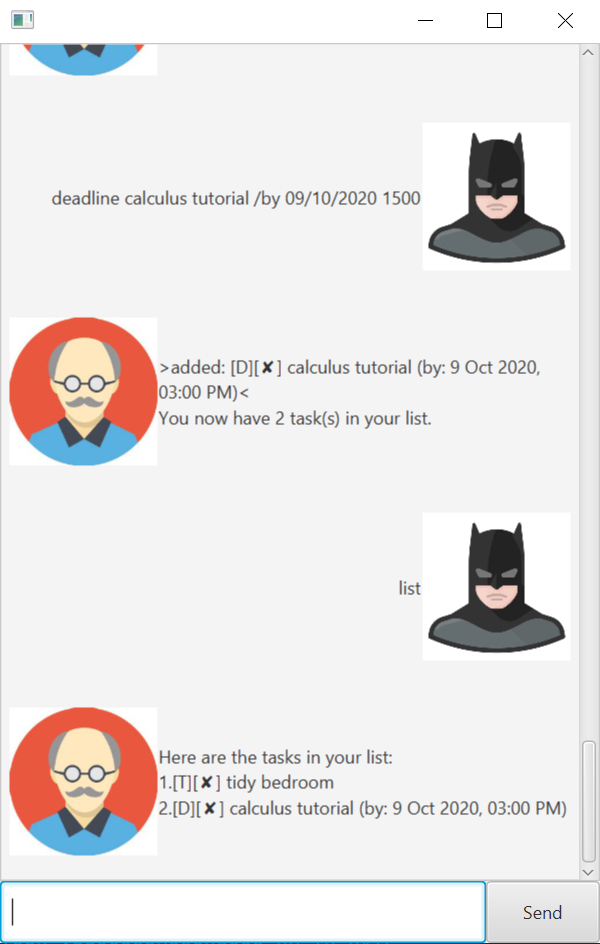 deadline calculus tutorial /by 09/10/2020 1500
>added: [D][✘] calculus tutorial (by: 9 Oct 2020,
03:00 PM)<
You now have 2 task(s) in your list.
list
Here are the tasks in your list:
1.[T][✘] tidy bedroom
2.[D][✘] calculus tutorial (by: 9 Oct 2020, 03:00 PM)
Send